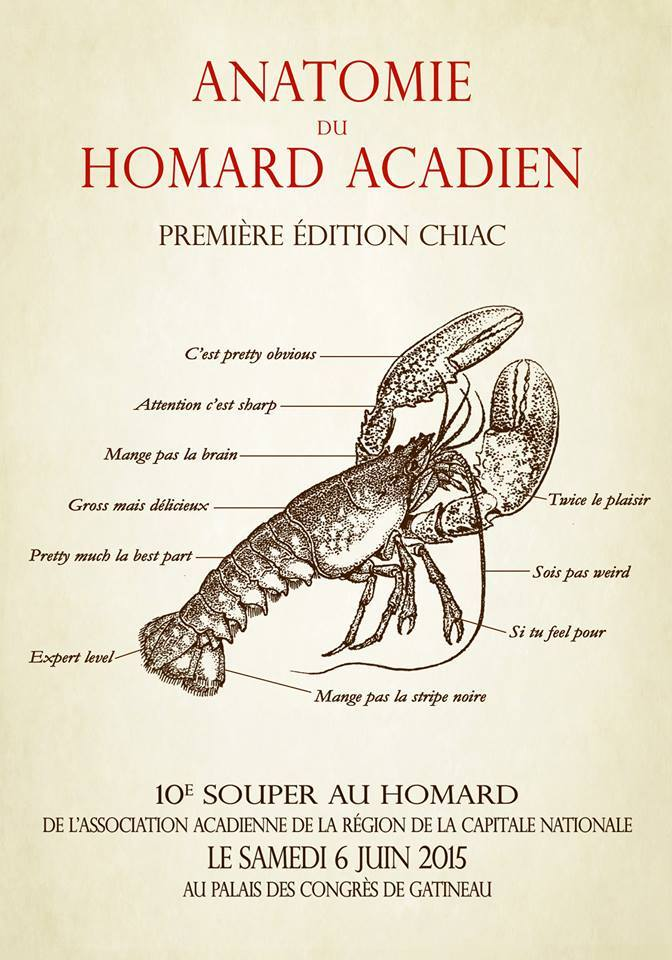 ANATOMIE
DU
HOMARD ACADIEN
PREMIÈRE ÉDITION CHIAC
C'est pretty obvious
Attention c'est sharp
Mange pas la brain
Gross mais délicieux
Twice le plaisir
Pretty much la best part
Sois pas weird
Si tu feel pour
Expert level
Mange pas la stripe noire
10E SOUPER AU HOMARD
DE L'ASSOCIATION ACADIENNE DE LA RÉGION DE LA CAPITALE NATIONALE
LE SAMEDI 6 JUIN 2015
AU PALAIS DES CONGRÈS DE GATINEAU